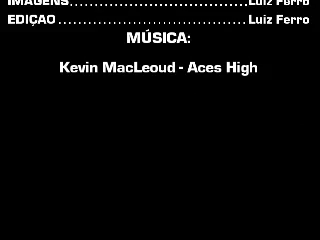 IMAGENS.....................................Luiz Ferro
EDIÇAO.......................................Luiz Ferro
MÚSICA:
Kevin MacLeoud - Aces High